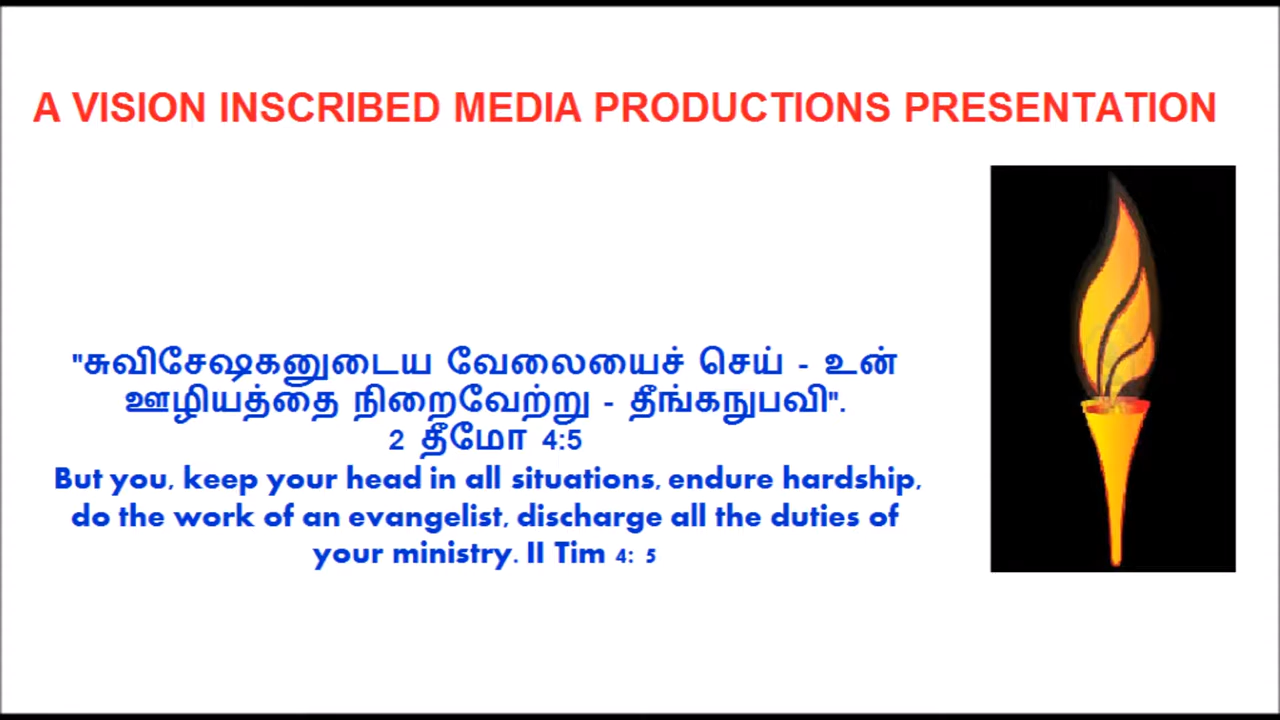 A VISION INSCRIBED MEDIA PRODUCTIONS PRESENTATION
"சுவிசேஷகனுடைய வேலையைச் செய் - உன்
ஊழியத்தை நிறைவேற்று - தீங்கநுபவி".
2 தீமோ 4:5
But you, keep your head in all situations, endure hardship,
do the work of an evangelist, discharge all the duties of
your ministry. II Tim 4: 5